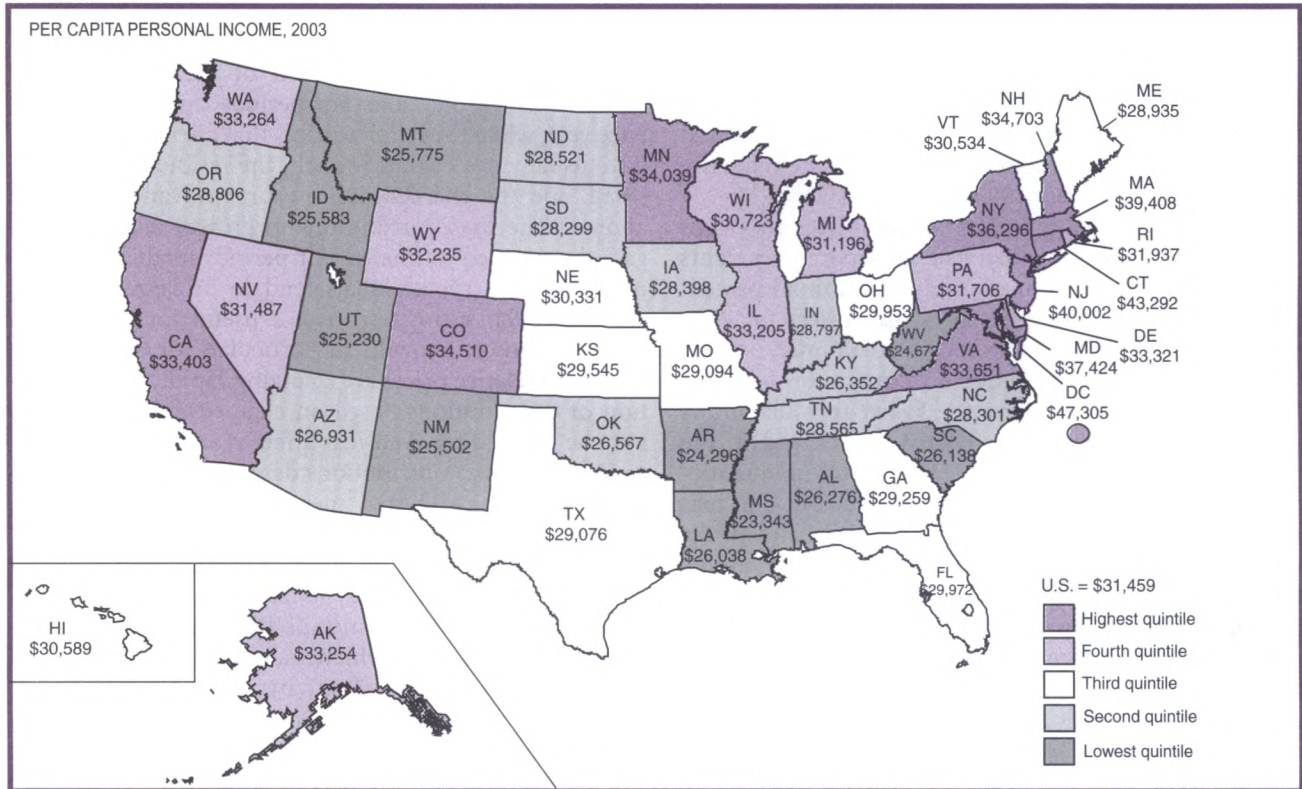 PER CAPITA PERSONAL INCOME, 2003
WA
$33,264
OR
$28,806
CA
$33,403
NV
$31,487
ID
$25,583
MT
$25,775
WY
$32,235
UT
$25,230
CO
$34,510
AZ
$26,931
NM
$25,502
ND
$28,521
SD
$28,299
NE
$30,331
KS
$29,545
OK
$26,567
TX
$29,076
MN
$34,039
IA
$28,398
MO
$29,094
AR
$24,296
LA
$26,038
WI
$30,723
IL
$33,205
MI
$31,196
IN
$28,797
OH
$29,953
KY
$26,352
TN
$28,565
MS
$23,343
AL
$26,276
GA
$29,259
FL
$29,972
SC
$26,138
NC
$28,301
VA
$33,651
WV
$24,672
PA
$31,706
NY
$36,296
VT
$30,534
NH
$34,703
ME
$28,935
MA
$39,408
RI
$31,937
CT
$43,292
NJ
$40,002
DE
$33,321
MD
$37,424
DC
$47,305
HI
$30,589
AK
$33,254
U.S. = $31,459
Highest quintile
Fourth quintile
Third quintile
Second quintile
Lowest quintile